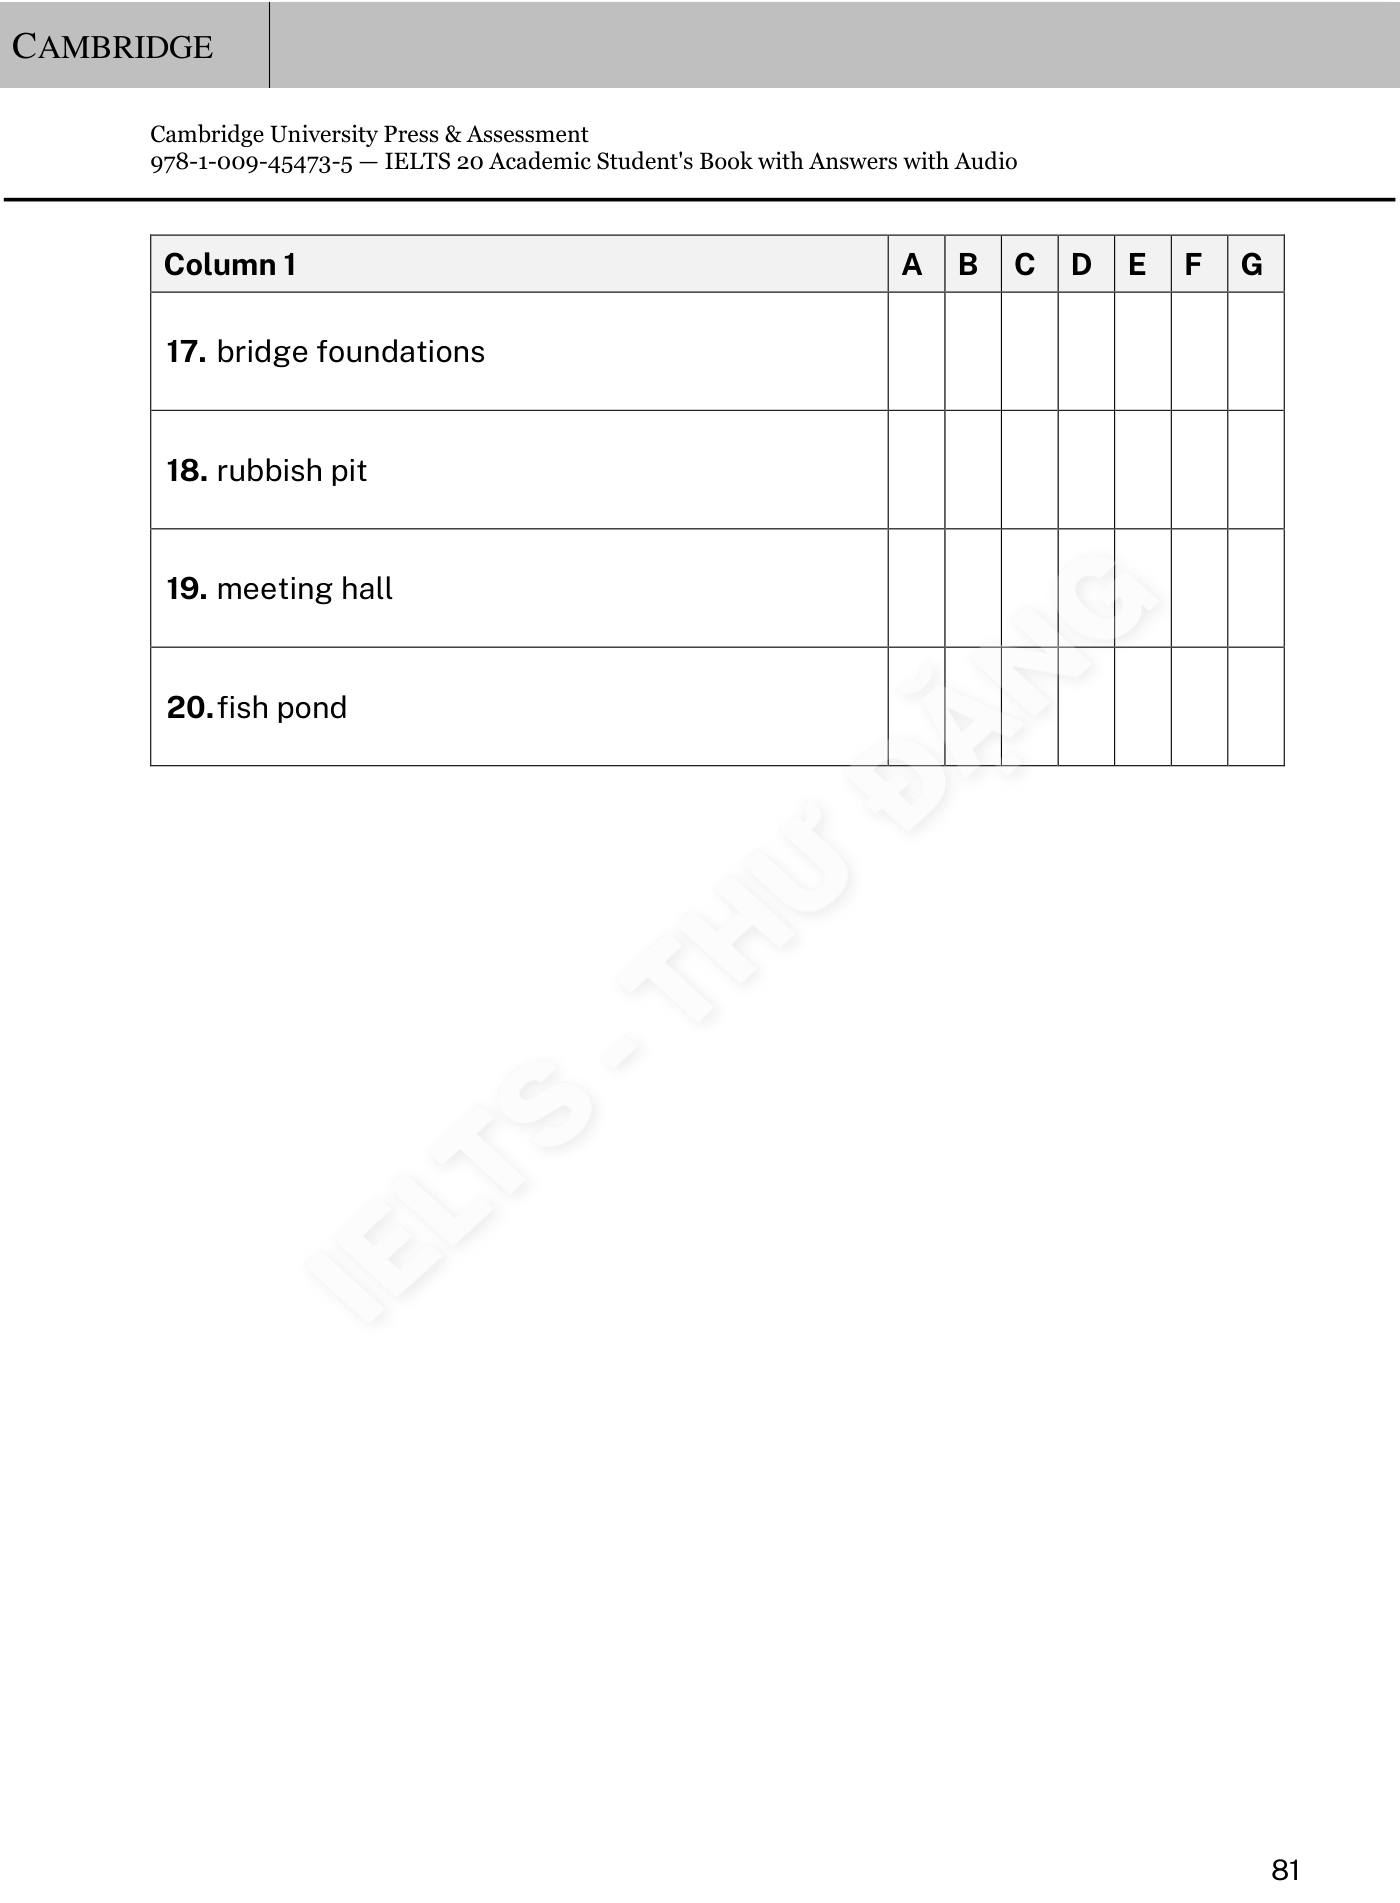 CAMBRIDGE
Cambridge University Press & Assessment
978-1-009-45473-5 — IELTS 20 Academic Student's Book with Answers with Audio
Column 1 A B C D E F G
17. bridge foundations
18. rubbish pit
19. meeting hall
20. fish pond
IELTS - THƯ ĐẶNG
81